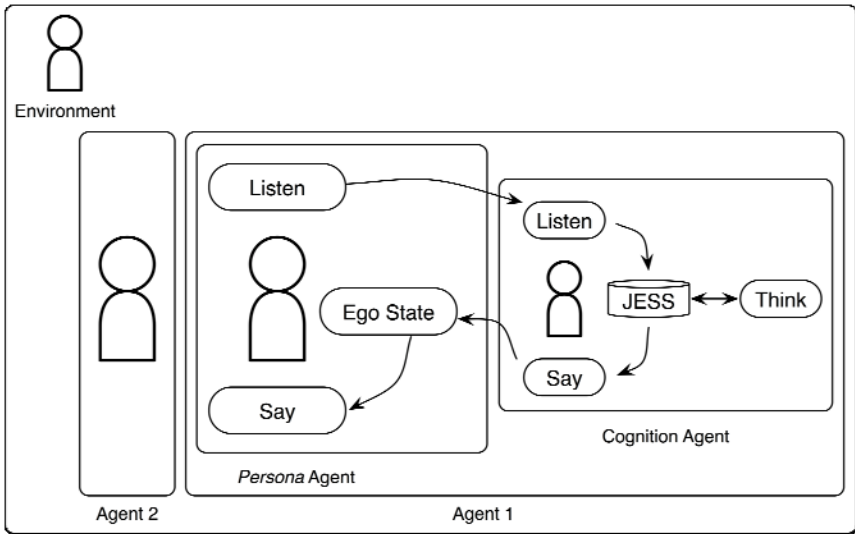 Environment
Listen
Listen
JESS
Think
Ego State
Say
Say
Cognition Agent
Persona Agent
Agent 2
Agent 1